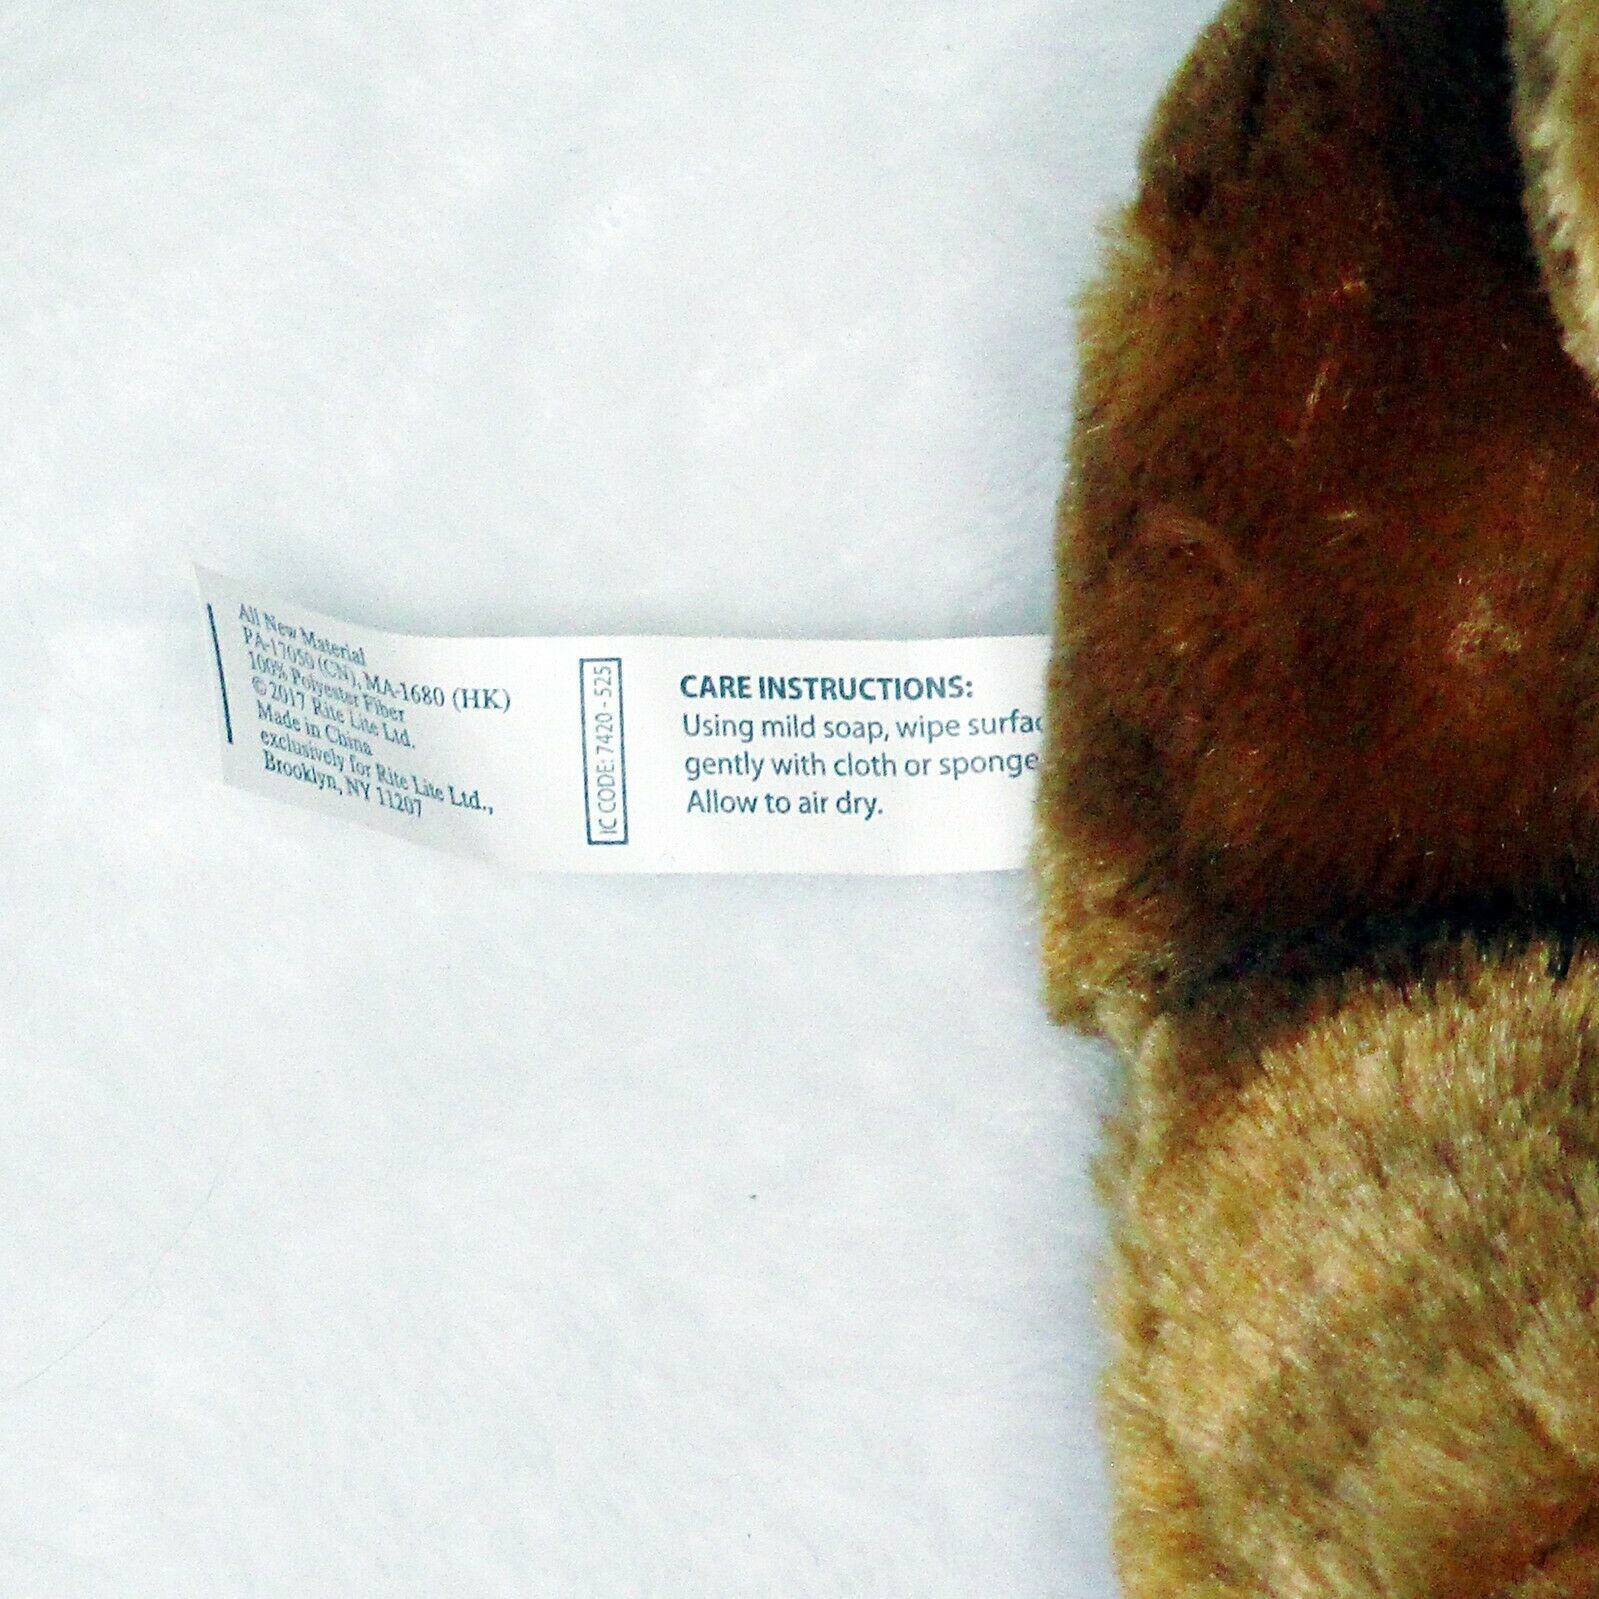 All New Material
PA-17050 (CN), MA-1680 (HK)
100% Polyester Fiber
© 2017 Rite Lite Ltd.
Made in China
exclusively for Rite Lite Ltd.,
Brooklyn, NY 11207
IC CODE: 7420 - 525
CARE INSTRUCTIONS:
Using mild soap, wipe surfac
gently with cloth or sponge
Allow to air dry.